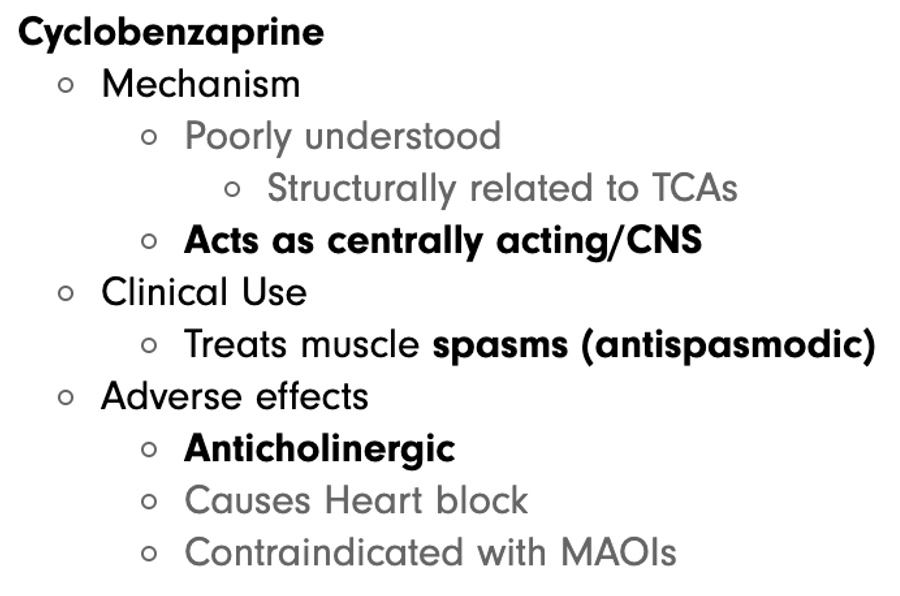 Cyclobenzaprine
Mechanism
Poorly understood
Structurally related to TCAs
Acts as centrally acting/CNS
Clinical Use
Treats muscle spasms (antispasmodic)
Adverse effects
Anticholinergic
Causes Heart block
Contraindicated with MAOIs